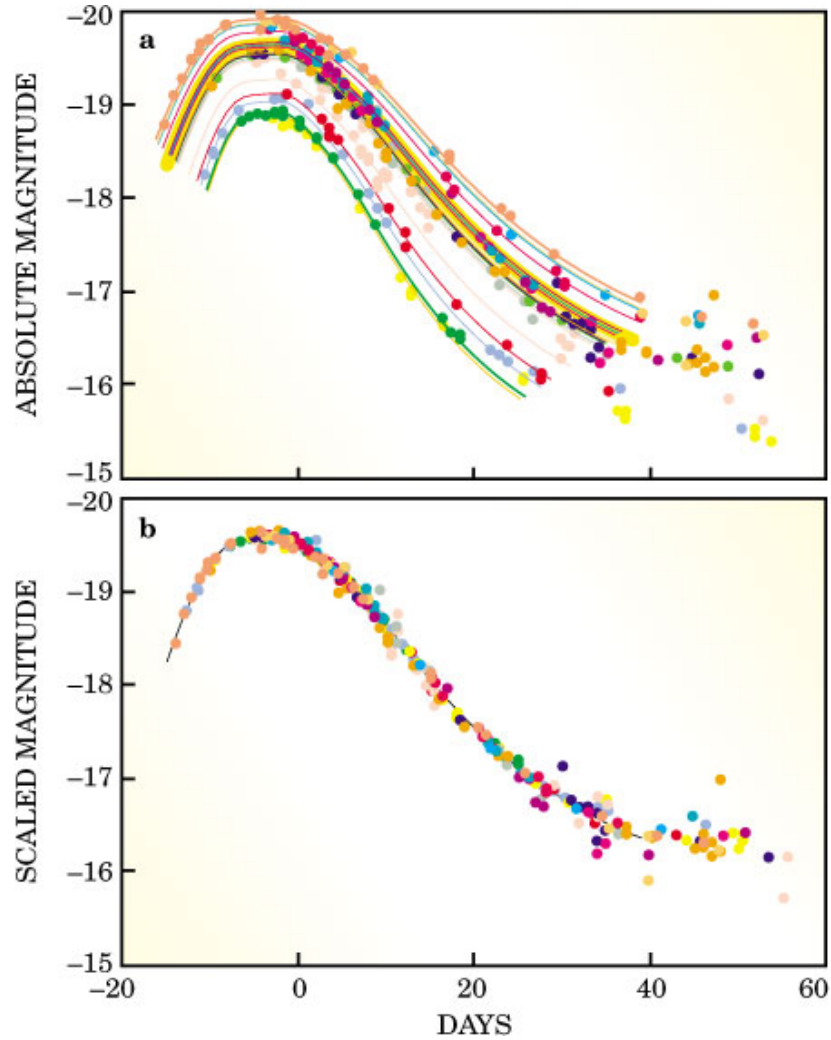 a
ABSOLUTE MAGNITUDE
–20
–19
–18
–17
–16
–15
b
SCALED MAGNITUDE
–20
–19
–18
–17
–16
–15
–20 0 20 40 60
DAYS